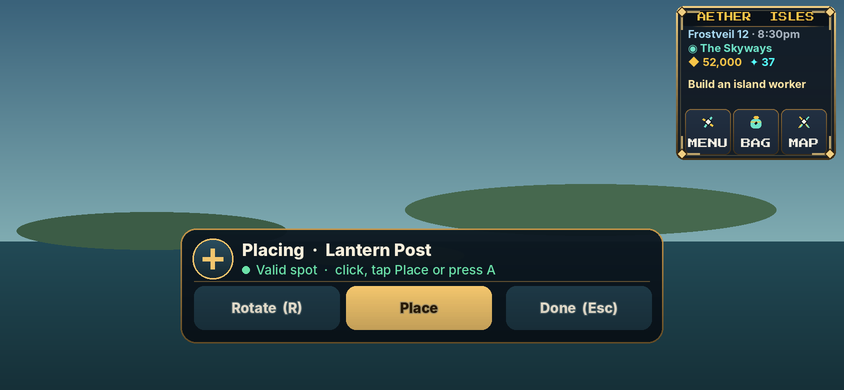 AETHER ISLES
Frostveil 12 · 8:30pm
The Skyways
52,000 37
Build an island worker
MENU BAG MAP
Placing · Lantern Post
Valid spot · click, tap Place or press A
Rotate (R) Place Done (Esc)